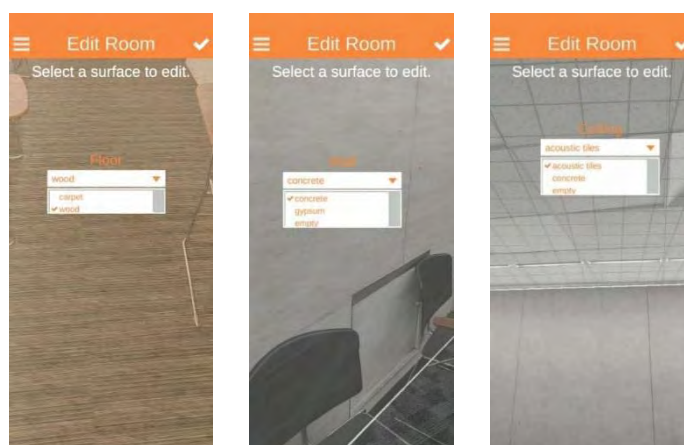 Edit Room
Select a surface to edit.
Floor
wood
carpet
wood
Edit Room
Select a surface to edit.
Wall
concrete
concrete
gypsum
empty
Edit Room
Select a surface to edit.
Ceiling
acoustic tiles
acoustic tiles
concrete
empty